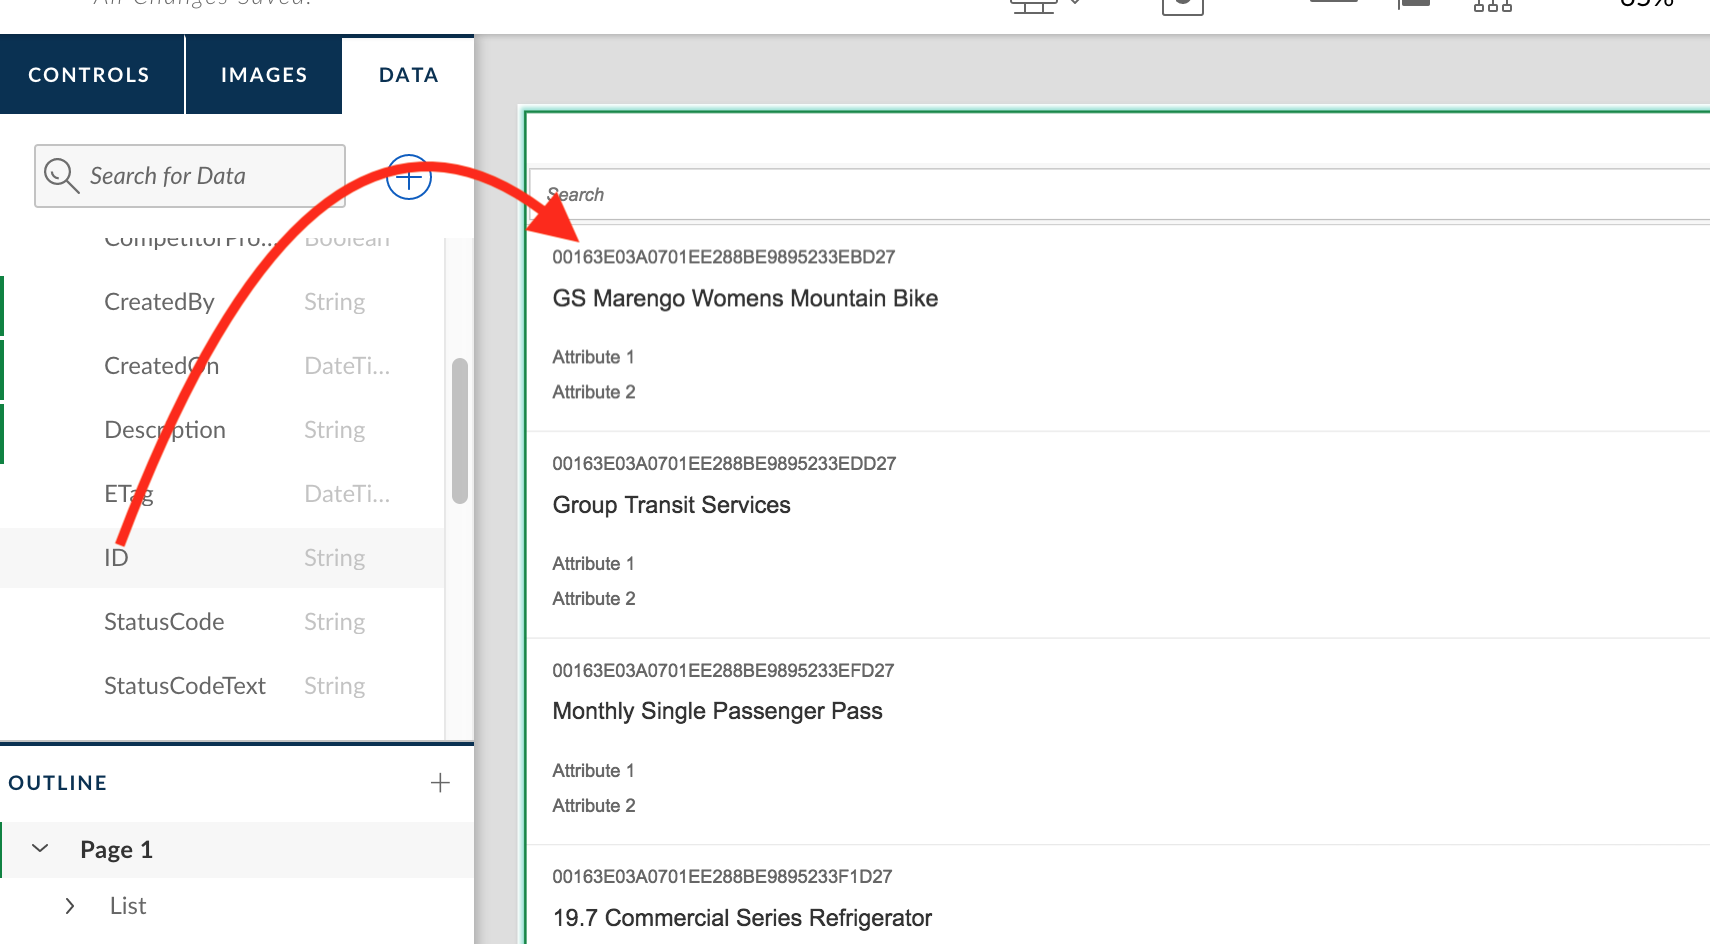 All Changes Saved.
CONTROLS IMAGES DATA
Search for Data
CompetitorPro... Boolean
CreatedBy String
CreatedOn DateTi...
Description String
ETag DateTi...
ID String
StatusCode String
StatusCodeText String
OUTLINE
Page 1
List
Search
00163E03A0701EE288BE9895233EBD27
GS Marengo Womens Mountain Bike
Attribute 1
Attribute 2
00163E03A0701EE288BE9895233EDD27
Group Transit Services
Attribute 1
Attribute 2
00163E03A0701EE288BE9895233EFD27
Monthly Single Passenger Pass
Attribute 1
Attribute 2
00163E03A0701EE288BE9895233F1D27
19.7 Commercial Series Refrigerator